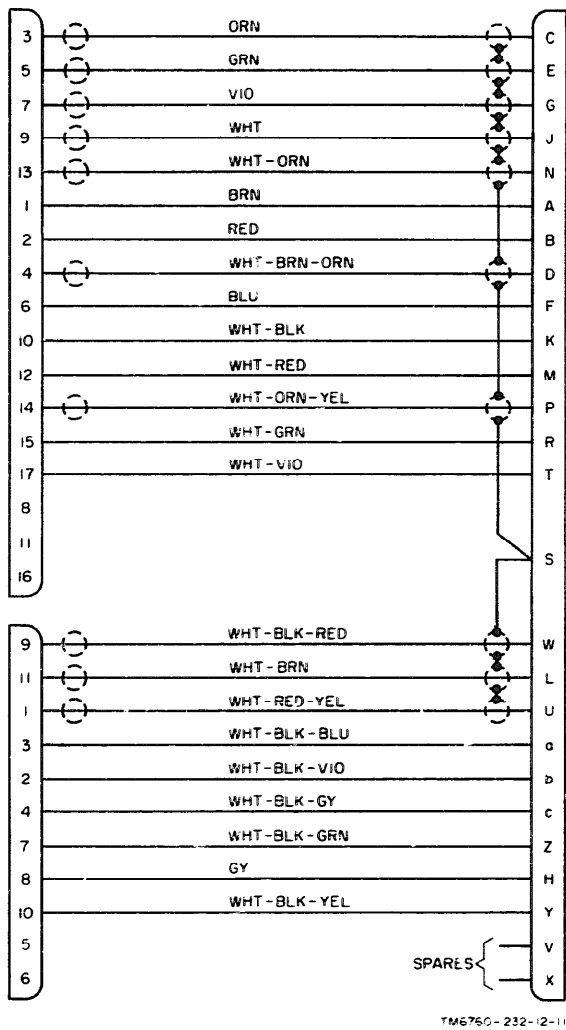 3 ORN C
5 GRN E
7 VIO G
9 WHT J
13 WHT-ORN N
1 BRN A
2 RED B
4 WHT-BRN-ORN D
6 BLU F
10 WHT-BLK K
12 WHT-RED M
14 WHT-ORN-YEL P
15 WHT-GRN R
17 WHT-VIO T
8
11
S
16
9 WHT-BLK-RED W
11 WHT-BRN L
1 WHT-RED-YEL U
3 WHT-BLK-BLU a
2 WHT-BLK-VIO b
4 WHT-BLK-GY c
7 WHT-BLK-GRN Z
8 GY H
10 WHT-BLK-YEL Y
5 V
SPARES
6 X
TM6760-232-12-11